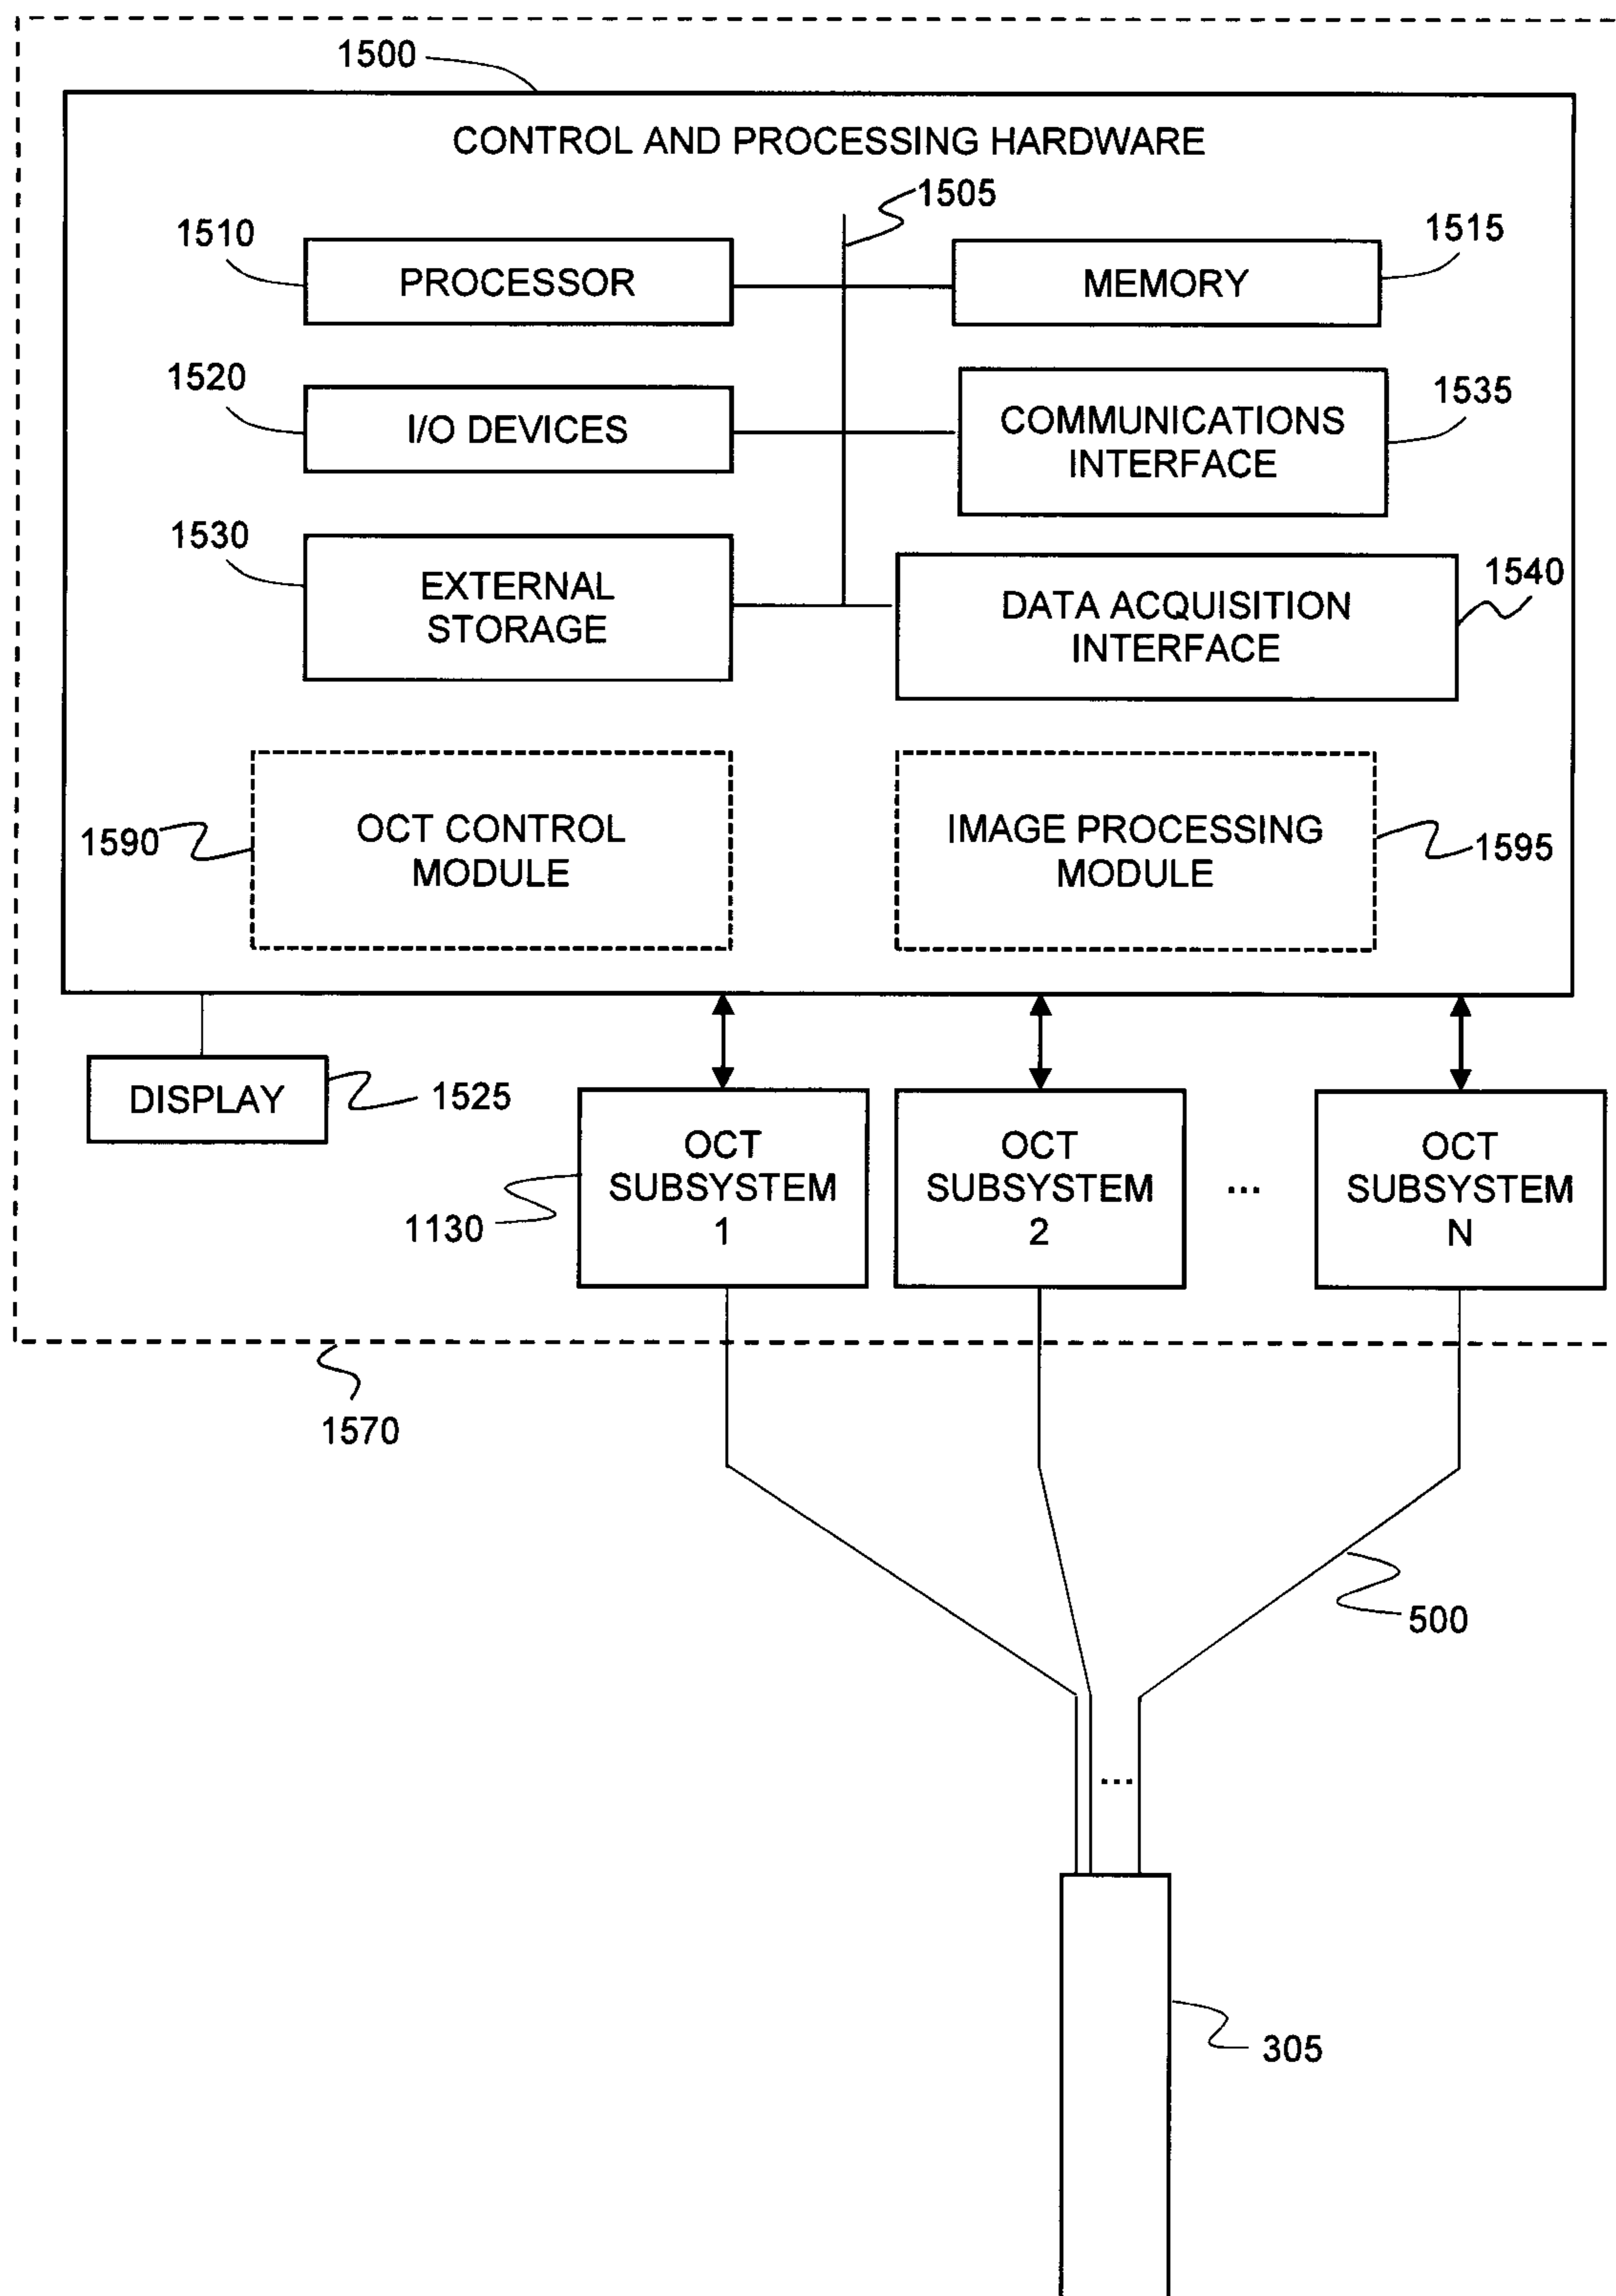 1500
CONTROL AND PROCESSING HARDWARE
1505
1510
PROCESSOR
MEMORY
1515
1520
I/O DEVICES
COMMUNICATIONS
INTERFACE
1535
1530
EXTERNAL
STORAGE
DATA ACQUISITION
INTERFACE
1540
1590
OCT CONTROL
MODULE
IMAGE PROCESSING
MODULE
1595
DISPLAY
1525
1130
OCT
SUBSYSTEM
1
OCT
SUBSYSTEM
2
...
OCT
SUBSYSTEM
N
1570
500
...
305